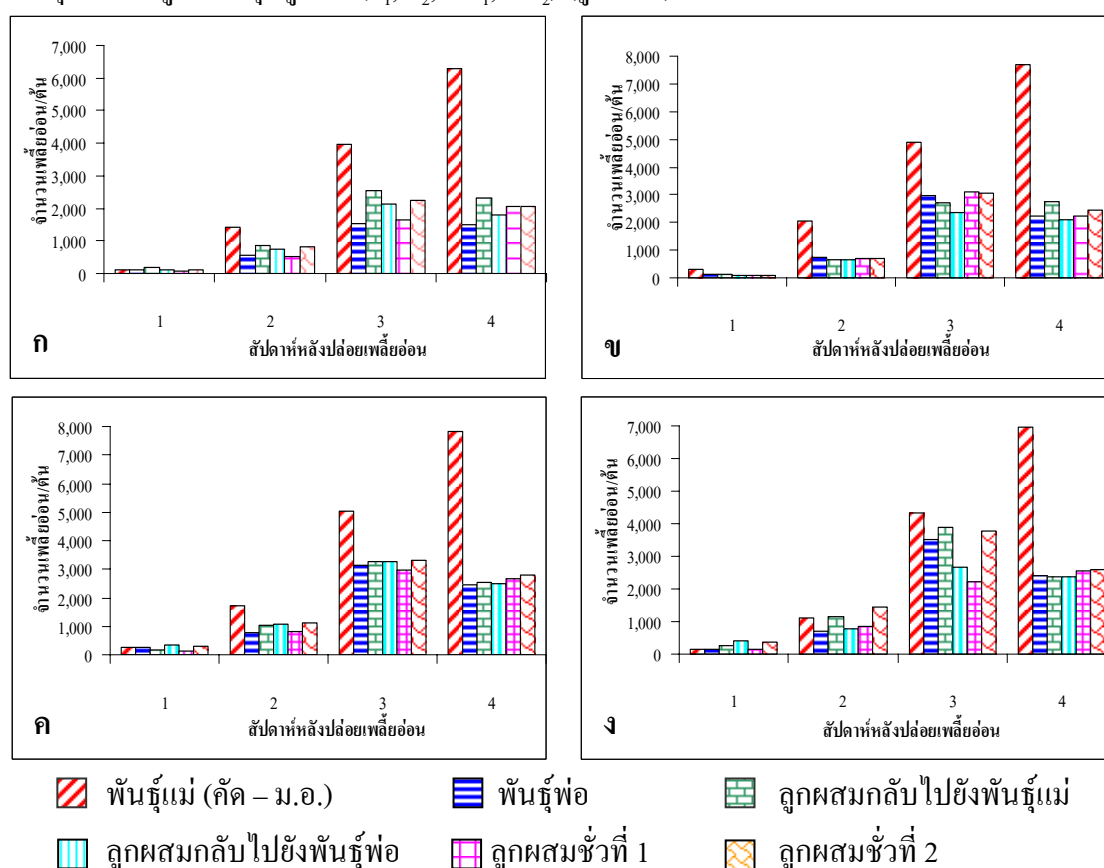 7,000
6,000
5,000
4,000
3,000
2,000
1,000
0
จำนวนเพลี้ยอ่อน/ต้น
1 2 3 4
สัปดาห์หลังปล่อยเพลี้ยอ่อน
ก
8,000
7,000
6,000
5,000
4,000
3,000
2,000
1,000
0
จำนวนเพลี้ยอ่อน/ต้น
1 2 3 4
สัปดาห์หลังปล่อยเพลี้ยอ่อน
ข
8,000
7,000
6,000
5,000
4,000
3,000
2,000
1,000
0
จำนวนเพลี้ยอ่อน/ต้น
1 2 3 4
สัปดาห์หลังปล่อยเพลี้ยอ่อน
ค
7,000
6,000
5,000
4,000
3,000
2,000
1,000
0
จำนวนเพลี้ยอ่อน/ต้น
1 2 3 4
สัปดาห์หลังปล่อยเพลี้ยอ่อน
ง
พันธุ์แม่ (คัด – ม.อ.) พันธุ์พ่อ ลูกผสมกลับไปยังพันธุ์แม่
ลูกผสมกลับไปยังพันธุ์พ่อ ลูกผสมชั่วที่ 1 ลูกผสมชั่วที่ 2